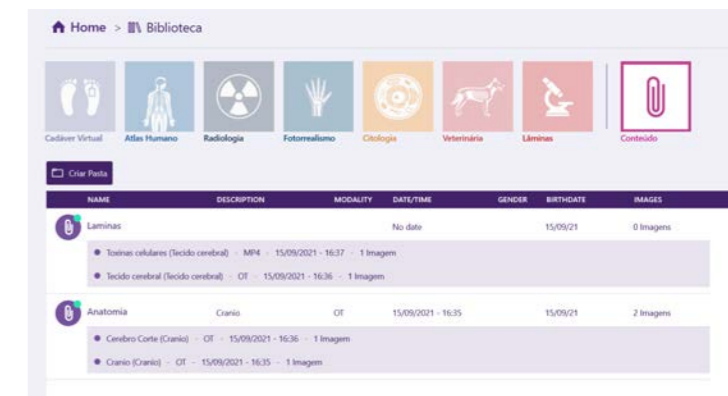 Home > Biblioteca
Cadáver Virtual Atlas Humano Radiologia Fotorrealismo Citologia Veterinária Lâminas Conteúdo
Criar Pasta
NAME DESCRIPTION MODALITY DATE/TIME GENDER BIRTHDATE IMAGES
Laminas No date 15/09/21 0 Imagens
Toxinas celulares (Tecido cerebral) - MP4 - 15/09/2021 - 16:37 - 1 Imagem
Tecido cerebral (Tecido cerebral) - OT - 15/09/2021 - 16:36 - 1 Imagem
Anatomia Cranio OT 15/09/2021 - 16:35 15/09/21 2 Imagens
Cerebro Corte (Cranio) - OT - 15/09/2021 - 16:36 - 1 Imagem
Cranio (Cranio) - OT - 15/09/2021 - 16:35 - 1 Imagem